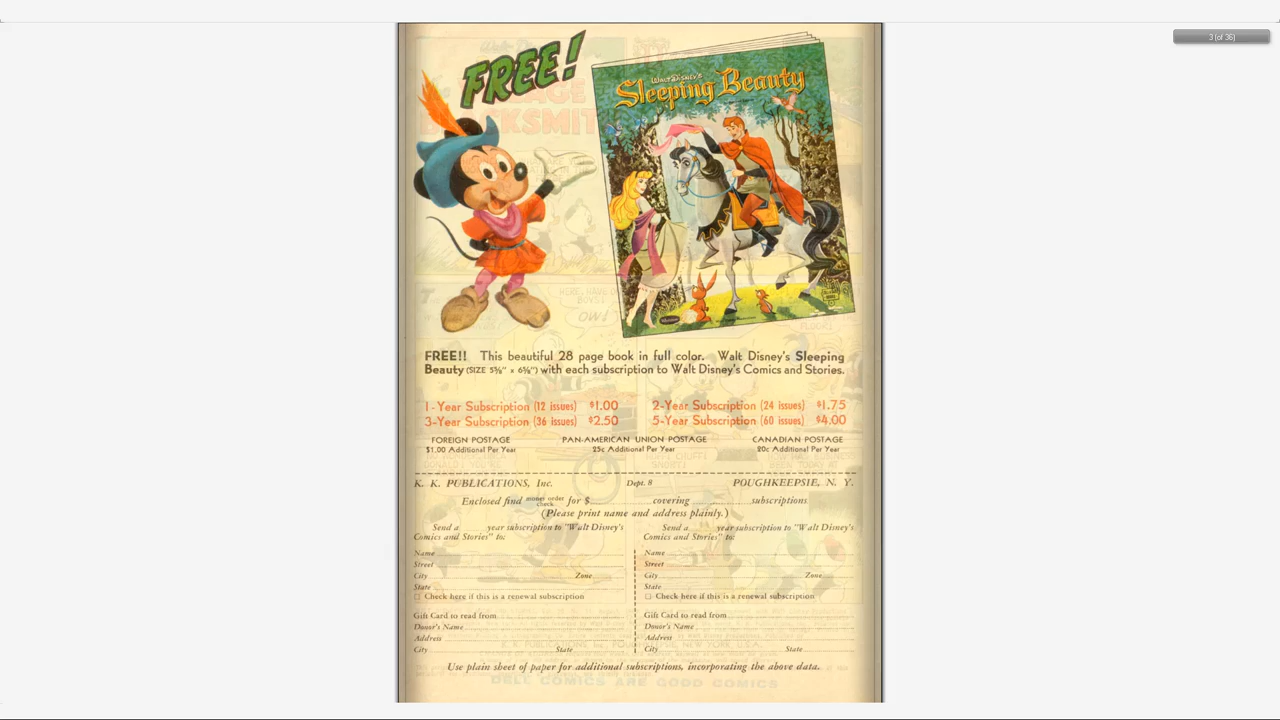 3 (of 36)
FREE!
WALT DISNEY'S
Sleeping Beauty
FREE!! This beautiful 28 page book in full color. Walt Disney's Sleeping
Beauty (SIZE 5⅝" x 6⅝") with each subscription to Walt Disney's Comics and Stories.
1-Year Subscription (12 issues) $1.00 2-Year Subscription (24 issues) $1.75
3-Year Subscription (36 issues) $2.50 5-Year Subscription (60 issues) $4.00
FOREIGN POSTAGE PAN-AMERICAN UNION POSTAGE CANADIAN POSTAGE
$1.00 Additional Per Year 25c Additional Per Year 20c Additional Per Year
K. K. PUBLICATIONS, Inc. Dept. 8 POUGHKEEPSIE, N. Y.
Enclosed find money order check for $ covering subscriptions
(Please print name and address plainly.)
Send a year subscription to "Walt Disney's Send a year subscription to "Walt Disney's
Comics and Stories" to: Comics and Stories" to:
Name Name
Street Street
City Zone City Zone
State State
Check here if this is a renewal subscription Check here if this is a renewal subscription
Gift Card to read from Gift Card to read from
Donor's Name Donor's Name
Address Address
City State City State
Use plain sheet of paper for additional subscriptions, incorporating the above data.
DELL COMICS ARE GOOD COMICS